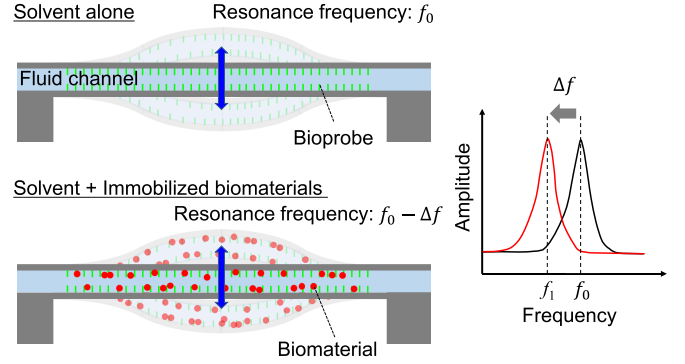 Solvent alone
Resonance frequency: f₀
Fluid channel
Bioprobe
Solvent + Immobilized biomaterials
Resonance frequency: f₀ − Δf
Biomaterial
Δf
Amplitude
f₁ f₀
Frequency